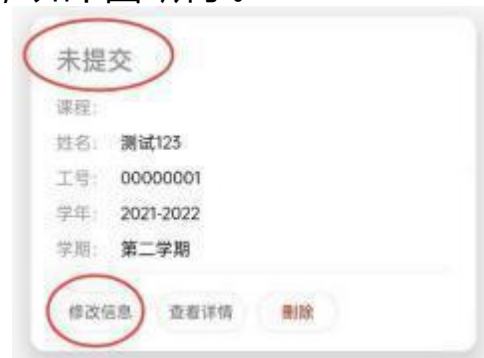 未提交
课程:
姓名: 测试123
工号: 00000001
学年: 2021-2022
学期: 第二学期
修改信息 查看详情 删除